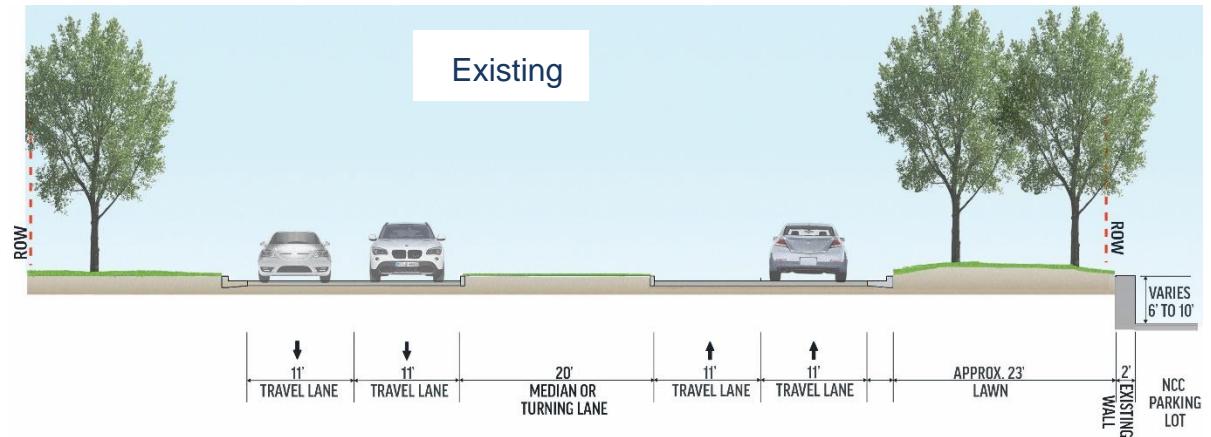 Existing
ROW
ROW
VARIES
6' TO 10'
11'
TRAVEL LANE
11'
TRAVEL LANE
20'
MEDIAN OR
TURNING LANE
11'
TRAVEL LANE
11'
TRAVEL LANE
APPROX. 23'
LAWN
2'
EXISTING
WALL
NCC
PARKING
LOT